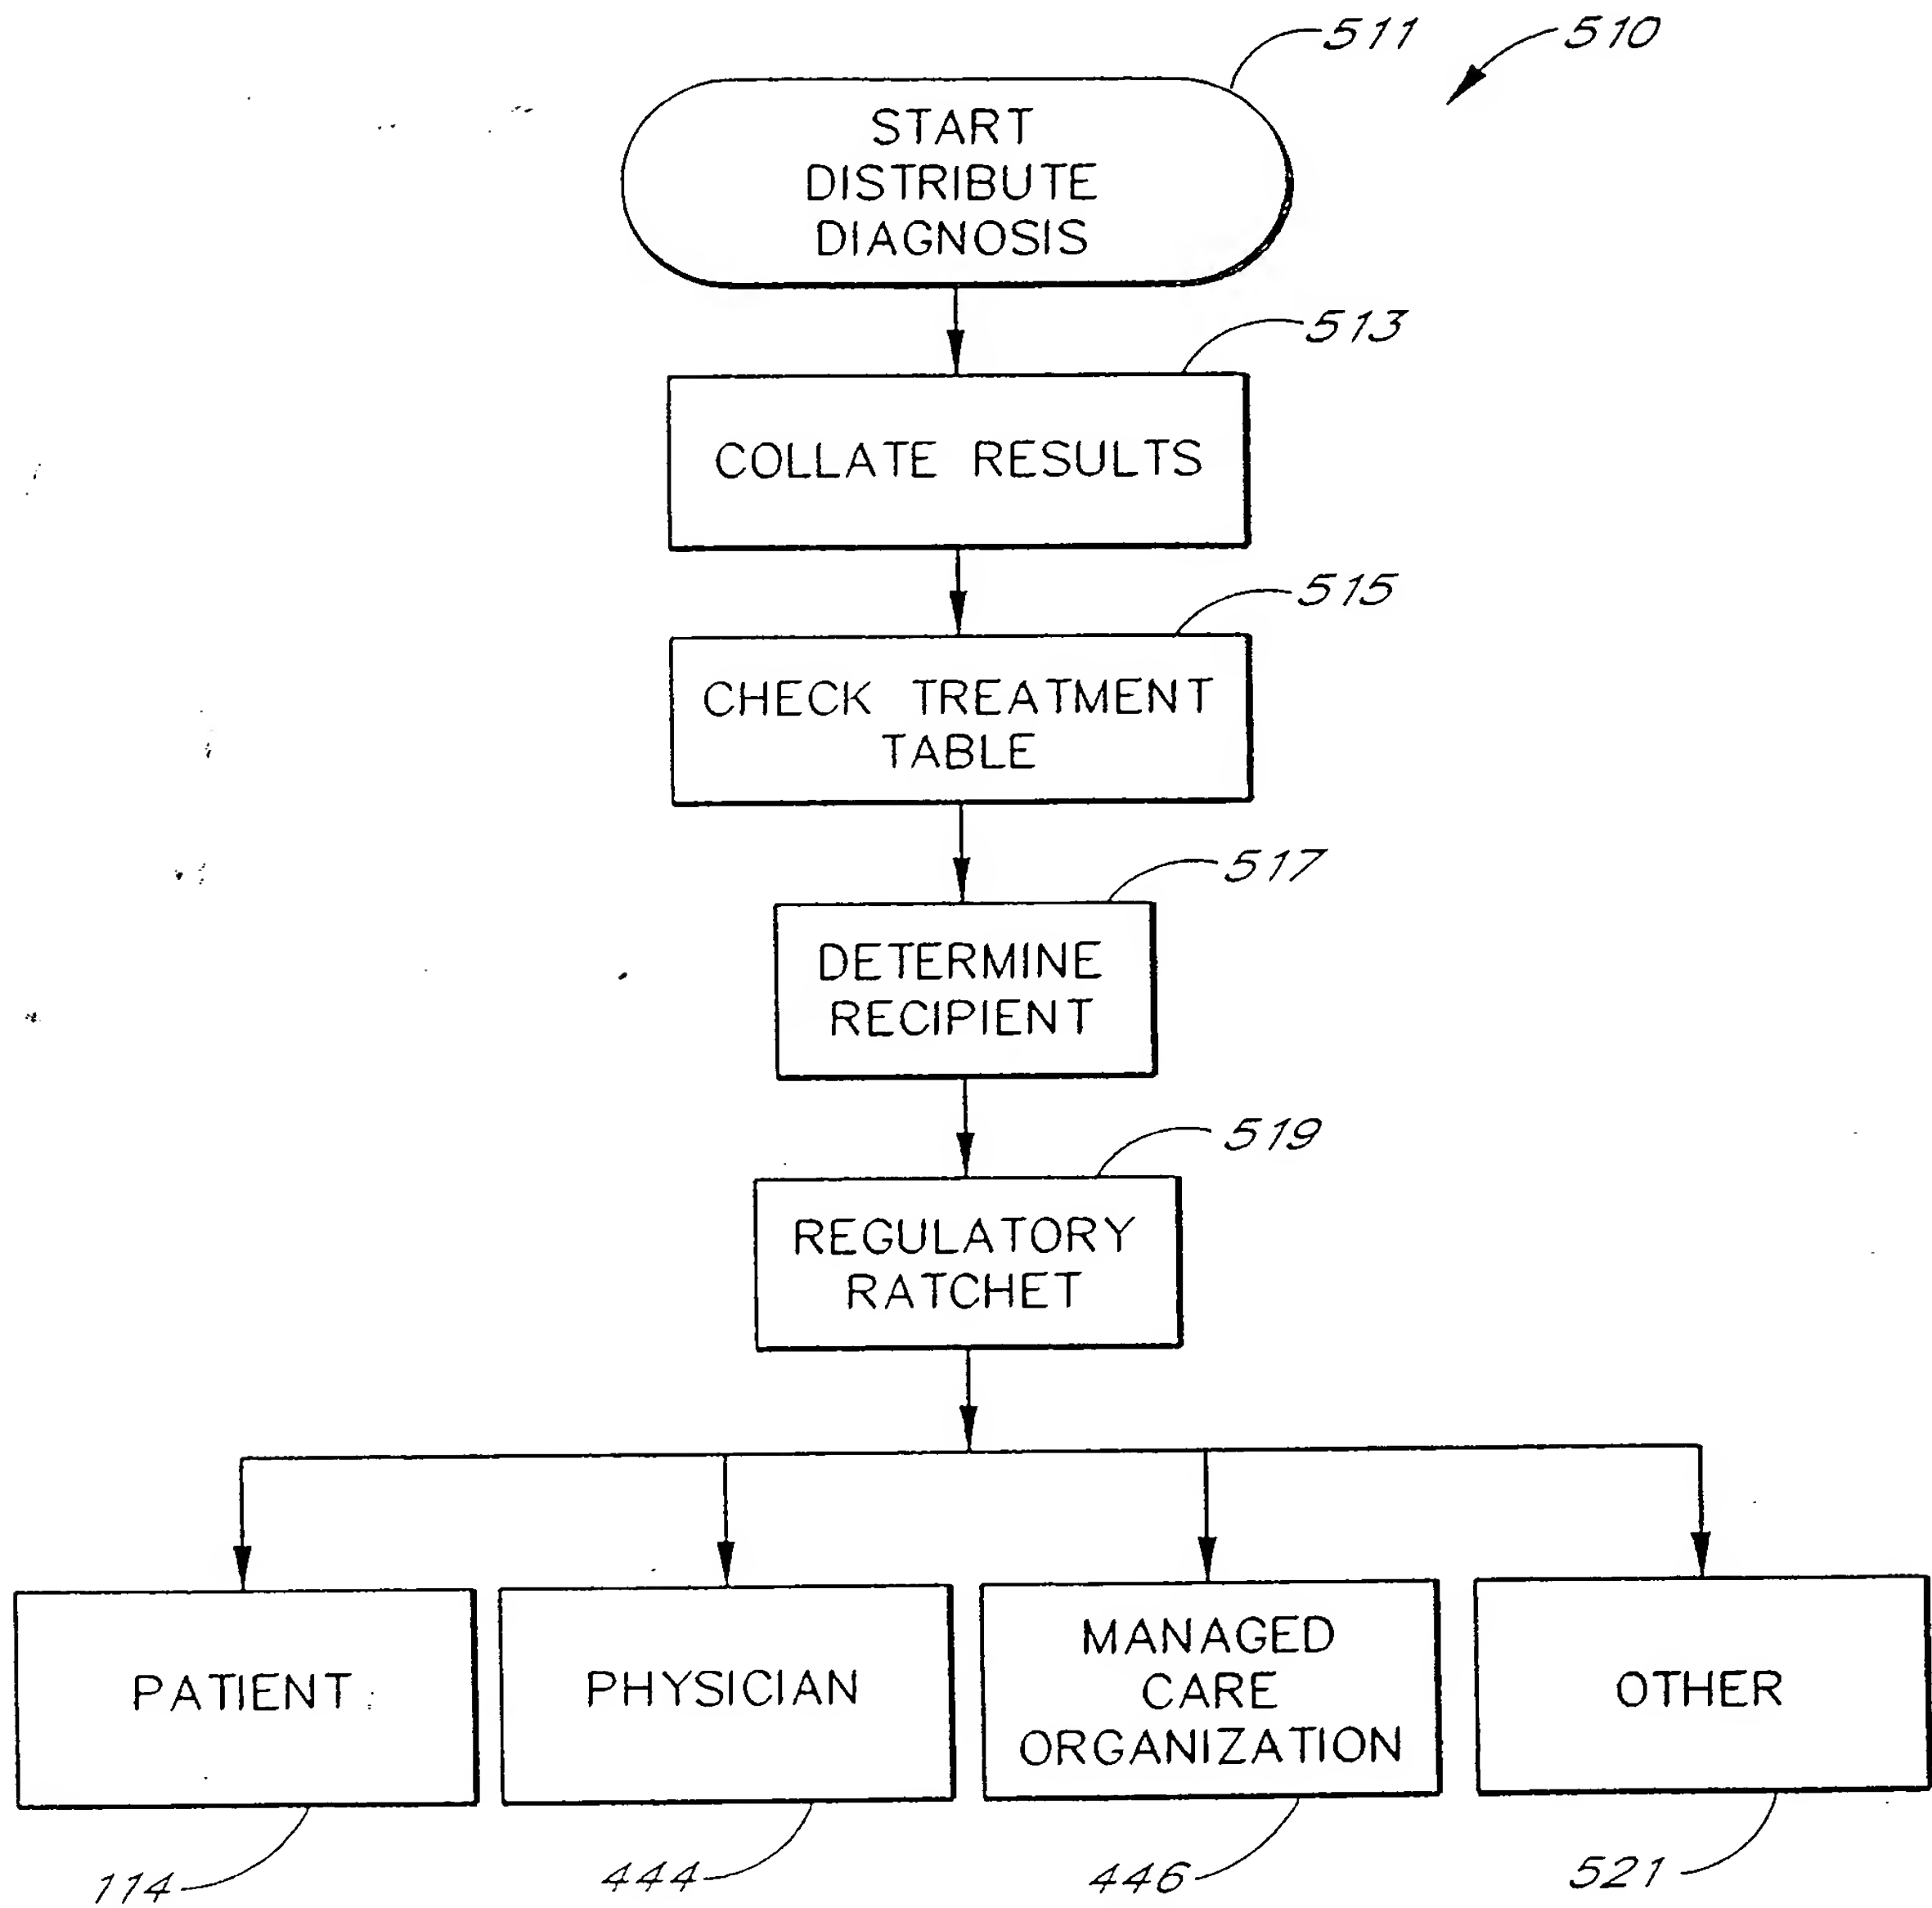 511
510
START
DISTRIBUTE
DIAGNOSIS
513
COLLATE RESULTS
515
CHECK TREATMENT
TABLE
517
DETERMINE
RECIPIENT
519
REGULATORY
RATCHET
PATIENT
PHYSICIAN
MANAGED
CARE
ORGANIZATION
OTHER
114
444
446
521